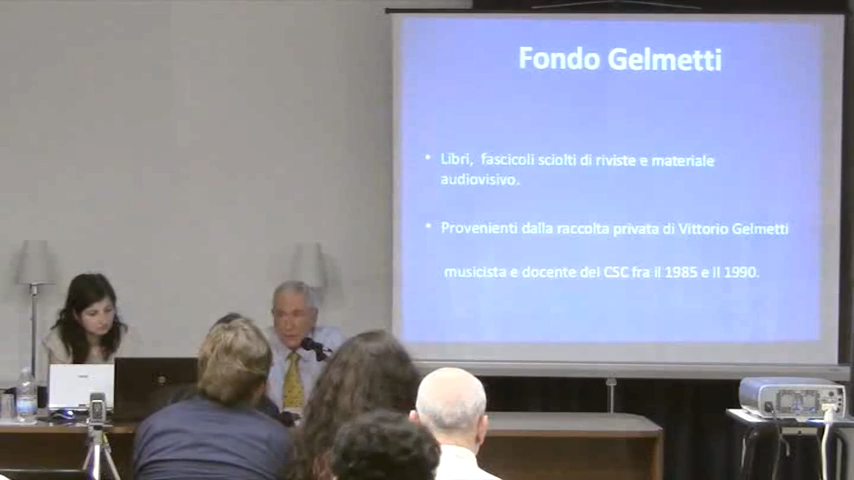 Fondo Gelmetti
• Libri, fascicoli sciolti di riviste e materiale
audiovisivo.
• Provenienti dalla raccolta privata di Vittorio Gelmetti
musicista e docente del CSC fra il 1985 e il 1990.